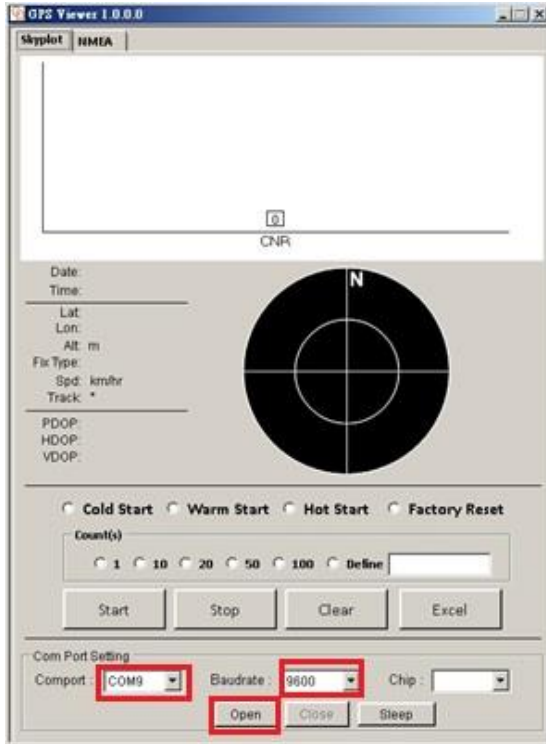 GPS Viewer 1.0.0.0
Skyplot NMEA
0
CNR
N
Date:
Time:
Lat:
Lon:
Alt: m
Fix Type:
Spd: km/hr
Track: °
PDOP:
HDOP:
VDOP:
Cold Start Warm Start Hot Start Factory Reset
Count(s)
1 10 20 50 100 Define
Start Stop Clear Excel
Com Port Setting
Comport : COM9 Baudrate : 9600 Chip :
Open Close Sleep